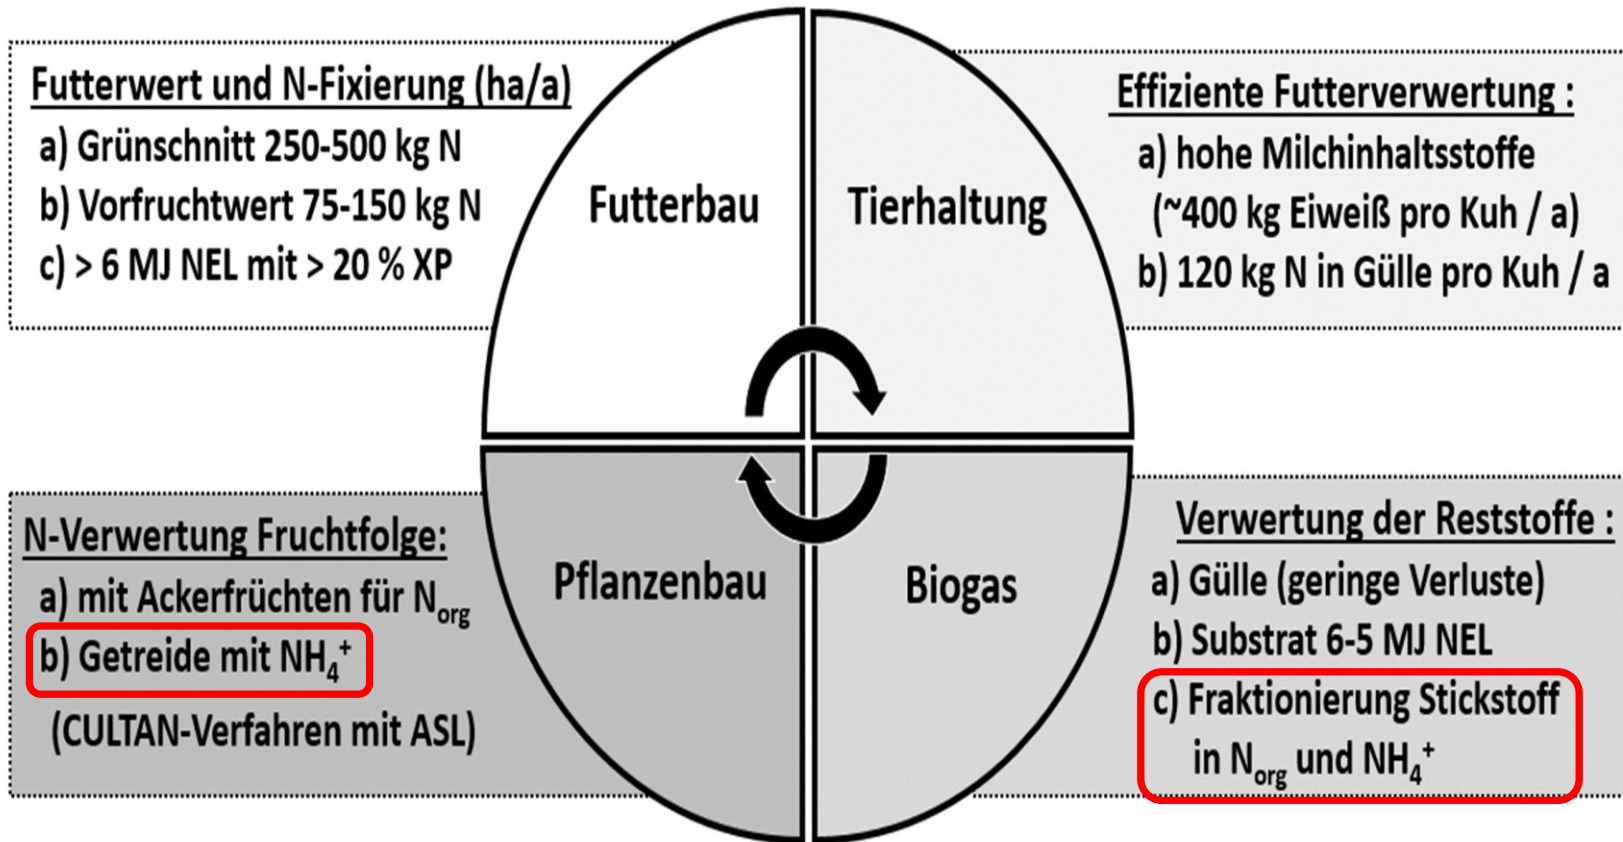 Futterwert und N-Fixierung (ha/a)
a) Grünschnitt 250-500 kg N
b) Vorfruchtwert 75-150 kg N
c) > 6 MJ NEL mit > 20 % XP
Futterbau
Tierhaltung
Effiziente Futterverwertung :
a) hohe Milchinhaltsstoffe
(~400 kg Eiweiß pro Kuh / a)
b) 120 kg N in Gülle pro Kuh / a
N-Verwertung Fruchtfolge:
a) mit Ackerfrüchten für Norg
b) Getreide mit NH4+
(CULTAN-Verfahren mit ASL)
Pflanzenbau
Biogas
Verwertung der Reststoffe :
a) Gülle (geringe Verluste)
b) Substrat 6-5 MJ NEL
c) Fraktionierung Stickstoff
in Norg und NH4+